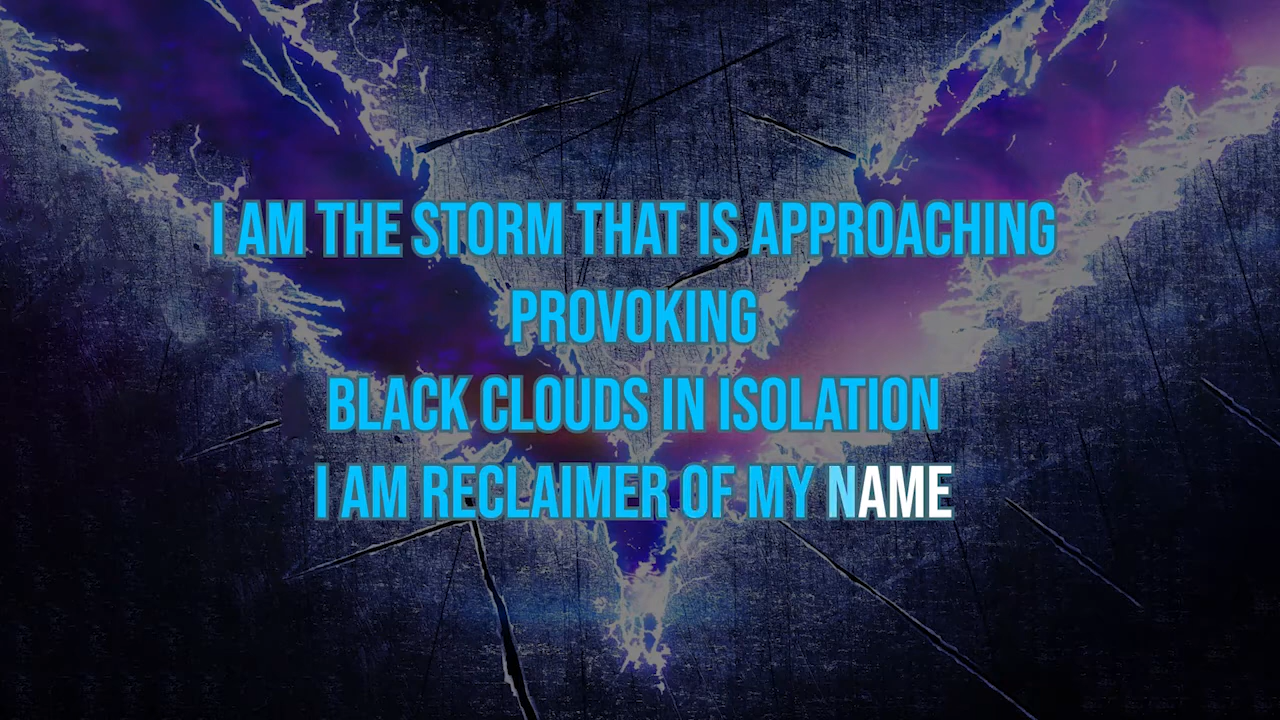 I AM THE STORM THAT IS APPROACHING
PROVOKING
BLACK CLOUDS IN ISOLATION
I AM RECLAIMER OF MY NAME